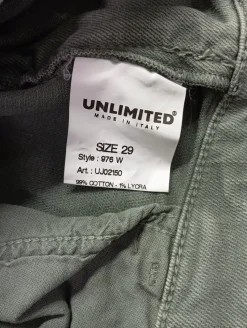 UNLIMITED®
MADE IN ITALY
SIZE 29
Style : 976 W
Art. : UJ02150
99% COTTON - 1% LYCRA